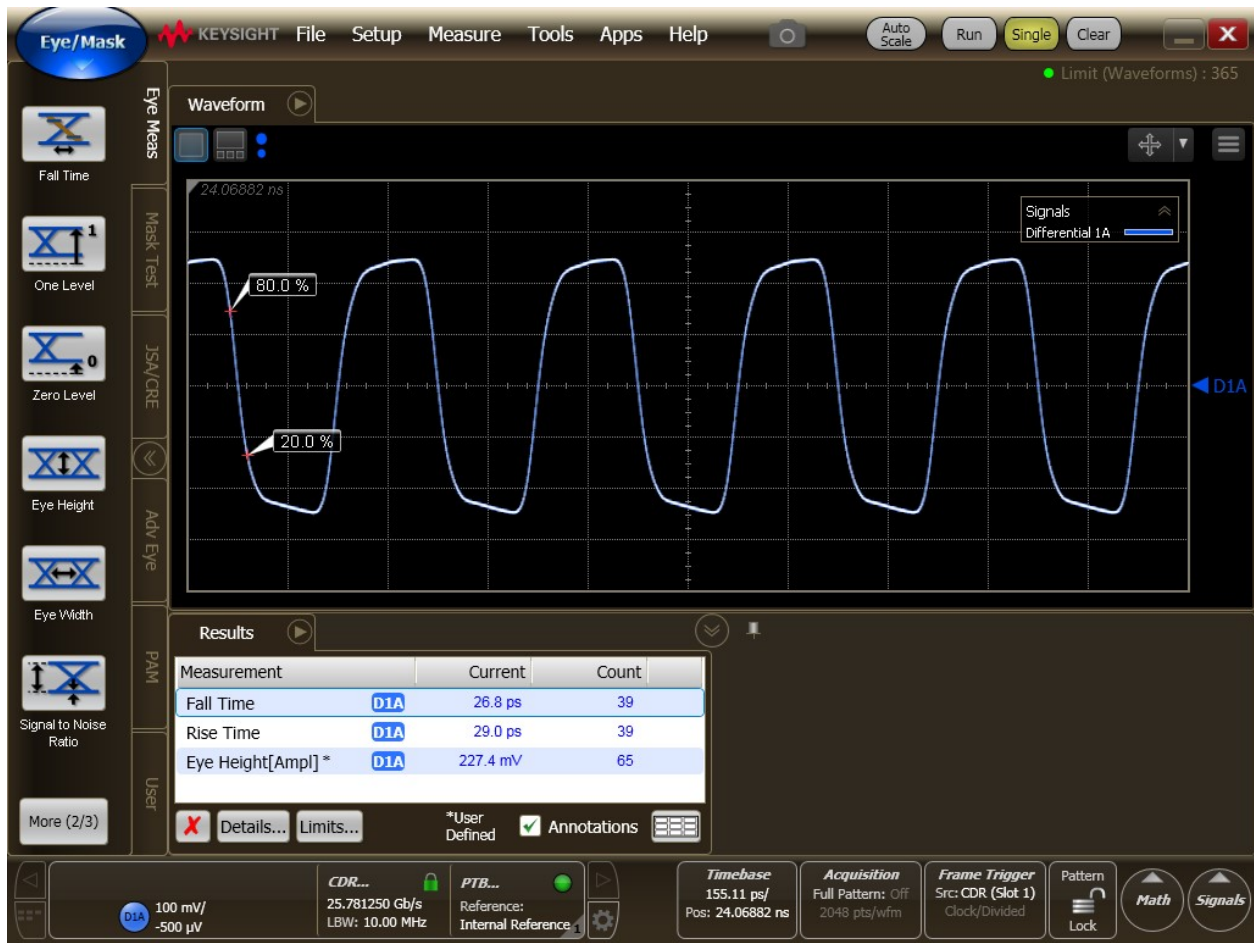 Eye/Mask
KEYSIGHT File Setup Measure Tools Apps Help
Auto
Scale
Run
Single
Clear
X
Limit (Waveforms) : 365
Eye Meas
Mask Test
JSA/CRE
Adv Eye
PAM
User
Fall Time
1
One Level
0
Zero Level
Eye Height
Eye Width
Signal to Noise
Ratio
More (2/3)
Waveform
24.06882 ns
Signals
Differential 1A
80.0 %
20.0 %
D1A
Results
Measurement Current Count
Fall Time D1A 26.8 ps 39
Rise Time D1A 29.0 ps 39
Eye Height[Ampl] * D1A 227.4 mV 65
Details...
Limits...
*User
Defined
Annotations
D1A
100 mV/
-500 µV
CDR...
25.781250 Gb/s
LBW: 10.00 MHz
PTB...
Reference:
Internal Reference
1
Timebase
155.11 ps/
Pos: 24.06882 ns
Acquisition
Full Pattern: Off
2048 pts/wfm
Frame Trigger
Src: CDR (Slot 1)
Clock/Divided
Pattern
Lock
Math
Signals